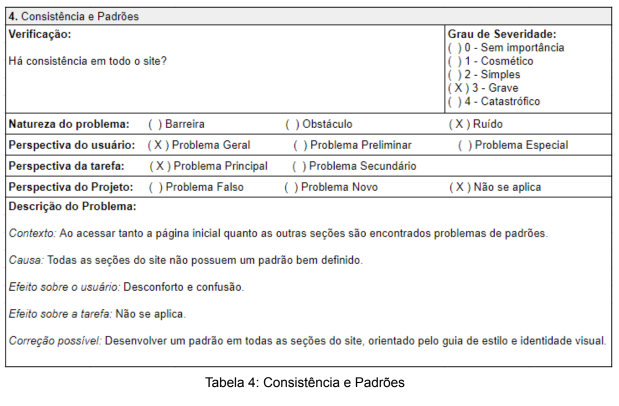 4. Consistência e Padrões
Verificação:
Há consistência em todo o site?
Grau de Severidade:
( ) 0 - Sem importância
( ) 1 - Cosmético
( ) 2 - Simples
( X ) 3 - Grave
( ) 4 - Catastrófico
Natureza do problema: ( ) Barreira ( ) Obstáculo ( X ) Ruído
Perspectiva do usuário: ( X ) Problema Geral ( ) Problema Preliminar ( ) Problema Especial
Perspectiva da tarefa: ( X ) Problema Principal ( ) Problema Secundário
Perspectiva do Projeto: ( ) Problema Falso ( ) Problema Novo ( X ) Não se aplica
Descrição do Problema:
Contexto: Ao acessar tanto a página inicial quanto as outras seções são encontrados problemas de padrões.
Causa: Todas as seções do site não possuem um padrão bem definido.
Efeito sobre o usuário: Desconforto e confusão.
Efeito sobre a tarefa: Não se aplica.
Correção possível: Desenvolver um padrão em todas as seções do site, orientado pelo guia de estilo e identidade visual.
Tabela 4: Consistência e Padrões